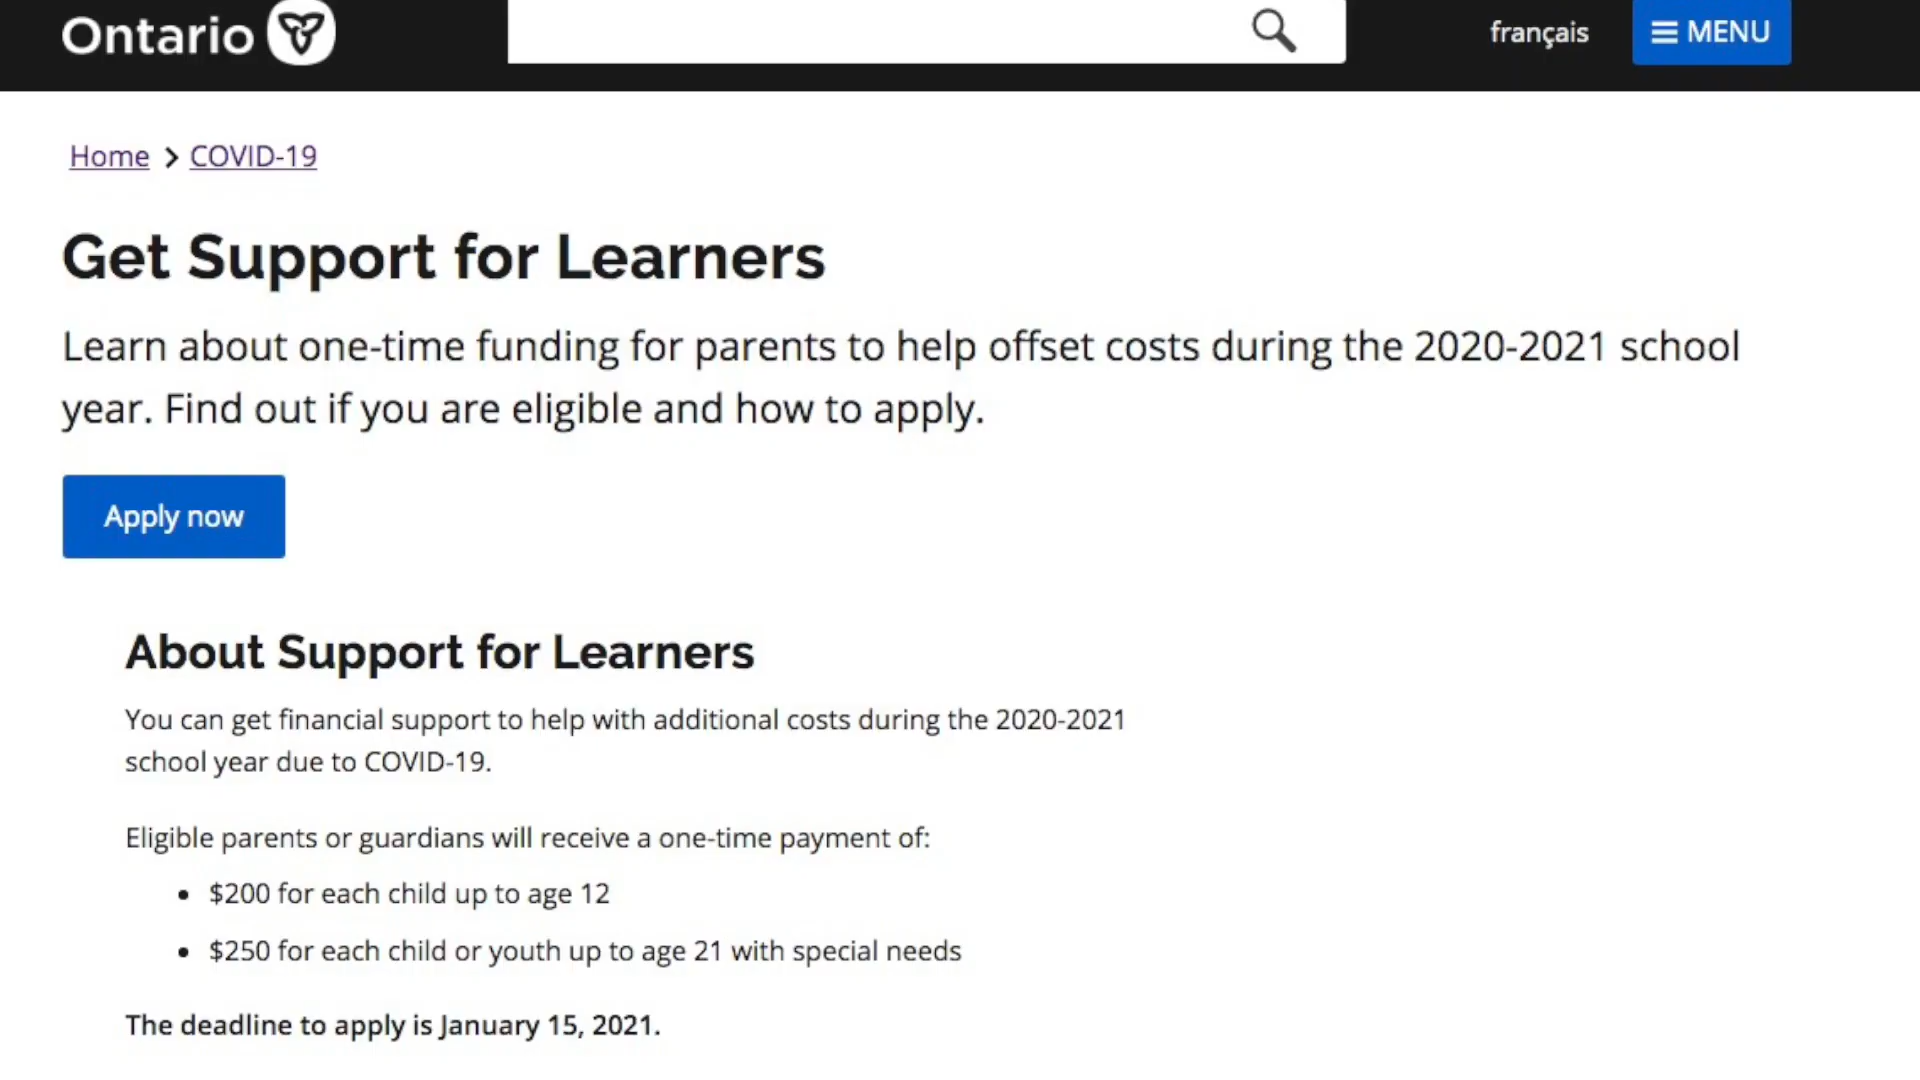 Ontario
français
MENU
Home > COVID-19
Get Support for Learners
Learn about one-time funding for parents to help offset costs during the 2020-2021 school
year. Find out if you are eligible and how to apply.
Apply now
About Support for Learners
You can get financial support to help with additional costs during the 2020-2021
school year due to COVID-19.
Eligible parents or guardians will receive a one-time payment of:
• $200 for each child up to age 12
• $250 for each child or youth up to age 21 with special needs
The deadline to apply is January 15, 2021.